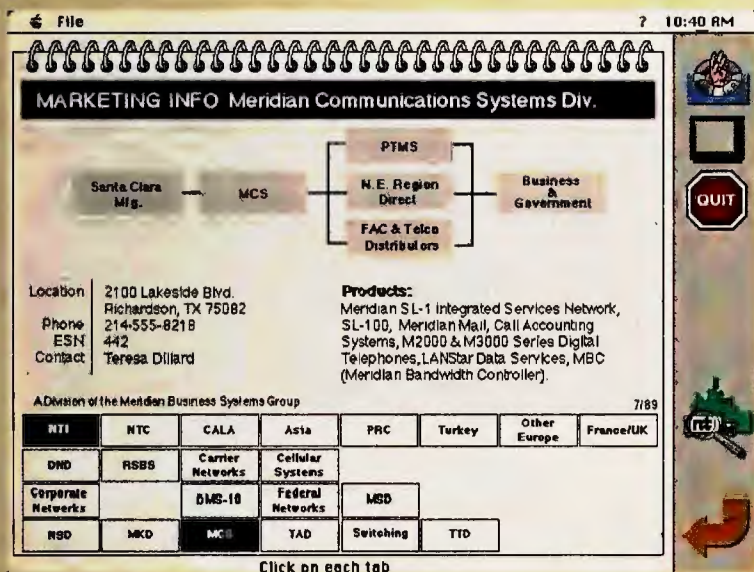 File ? 10:40 AM
MARKETING INFO Meridian Communications Systems Div.
PTMS
Santa Clara
Mfg.
MCS
N.E. Region
Direct
Business
&
Government
FAC & Telco
Distributors
Location 2100 Lakeside Blvd.
Richardson, TX 75082
Phone 214-555-8218
ESN 442
Contact Teresa Dillard
Products:
Meridian SL-1 Integrated Services Network,
SL-100, Meridian Mail, Call Accounting
Systems, M2000 & M3000 Series Digital
Telephones, LANStar Data Services, MBC
(Meridian Bandwidth Controller).
A Division of the Meridian Business Systems Group 7/89
NTI NTC CALA Asia PRC Turkey Other Europe France/UK
DND RSBS Carrier Networks Cellular Systems
Corporate Networks DMS-10 Federal Networks MSD
NSD MKD MCS TAD Switching TTD
Click on each tab
QUIT
nt